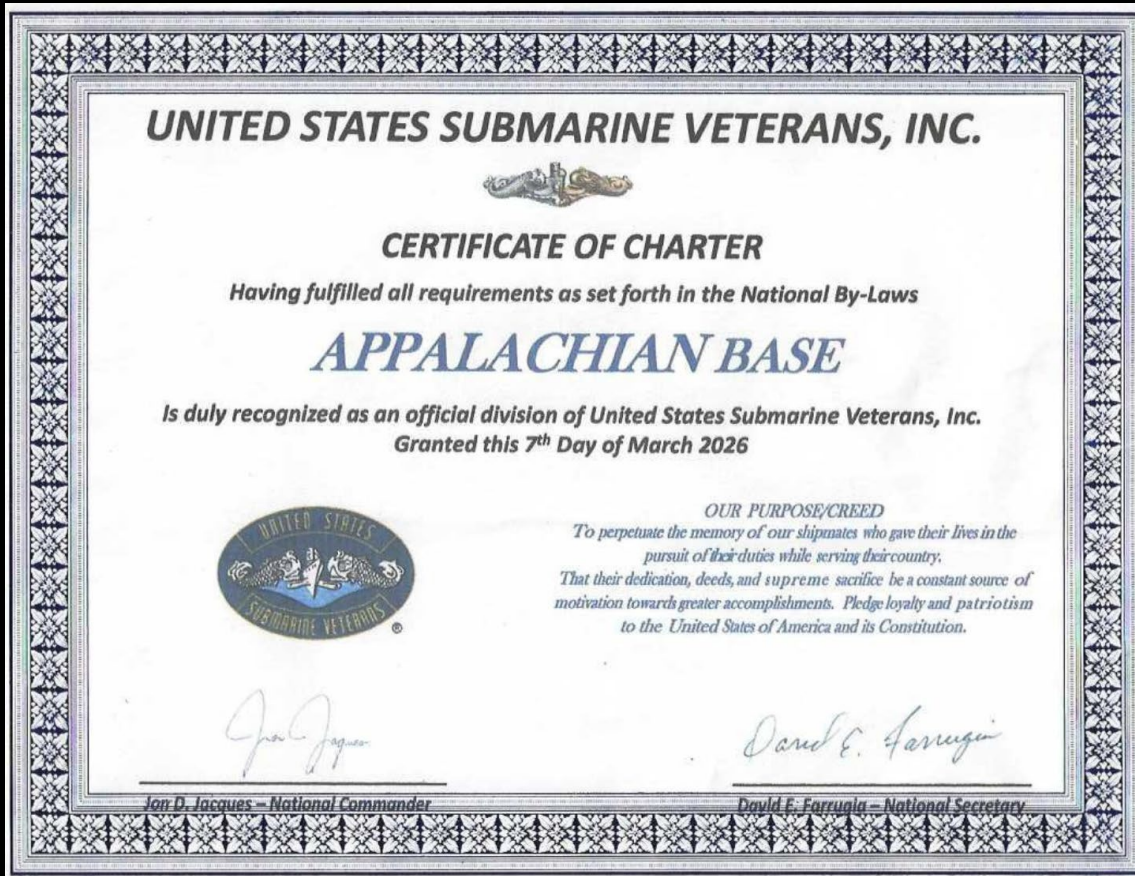 UNITED STATES SUBMARINE VETERANS, INC.
CERTIFICATE OF CHARTER
Having fulfilled all requirements as set forth in the National By-Laws
APPALACHIAN BASE
Is duly recognized as an official division of United States Submarine Veterans, Inc.
Granted this 7th Day of March 2026
UNITED STATES
SUBMARINE VETERANS
®
OUR PURPOSE/CREED
To perpetuate the memory of our shipmates who gave their lives in the
pursuit of their duties while serving their country.
That their dedication, deeds, and supreme sacrifice be a constant source of
motivation towards greater accomplishments. Pledge loyalty and patriotism
to the United States of America and its Constitution.
Jon Jaques
David E. Farrugia
Jon D. Jacques – National Commander
David E. Farrugia – National Secretary